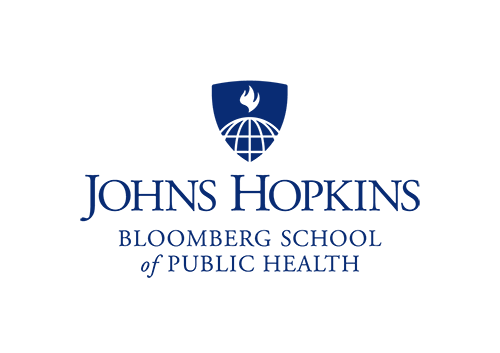 JOHNS HOPKINS
BLOOMBERG SCHOOL
of PUBLIC HEALTH